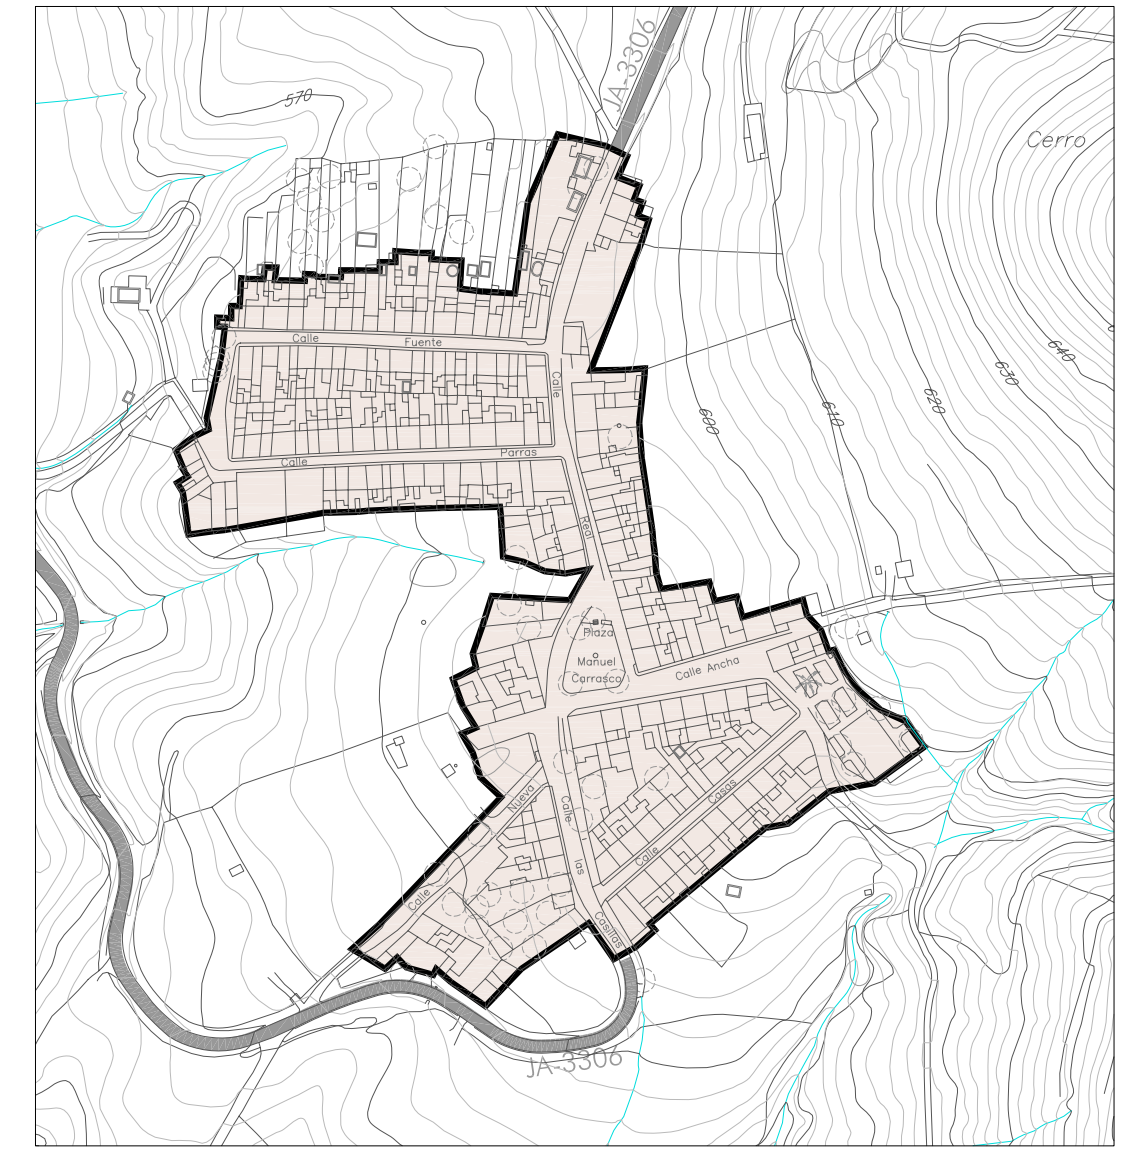 JA-3306
570
Cerro
Calle
Fuente
Calle
640
630
620
610
600
Calle
Parras
Real
Plaza
Manuel
Carrasco
Calle Ancha
Nueva
Calle
Casas
Calle
las
Calle
Casillas
JA-3306